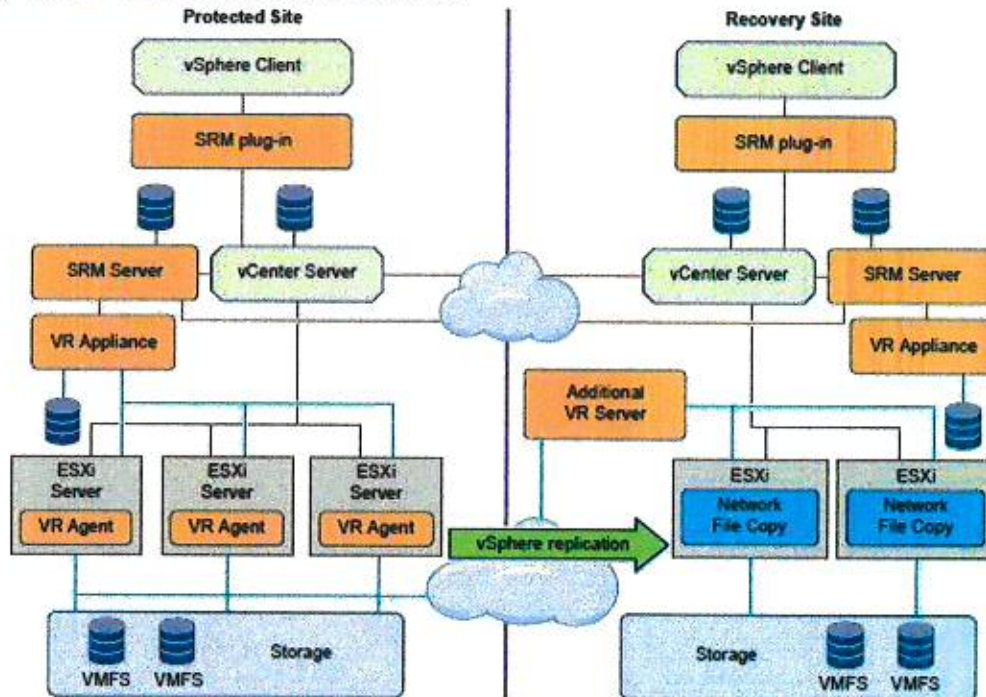 Protected Site
Recovery Site
vSphere Client
vSphere Client
SRM plug-in
SRM plug-in
SRM Server
vCenter Server
vCenter Server
SRM Server
VR Appliance
VR Appliance
Additional
VR Server
ESXi
Server
VR Agent
ESXi
Server
VR Agent
ESXi
Server
VR Agent
vSphere replication
ESXi
Network
File Copy
ESXi
Network
File Copy
VMFS
VMFS
Storage
Storage
VMFS
VMFS